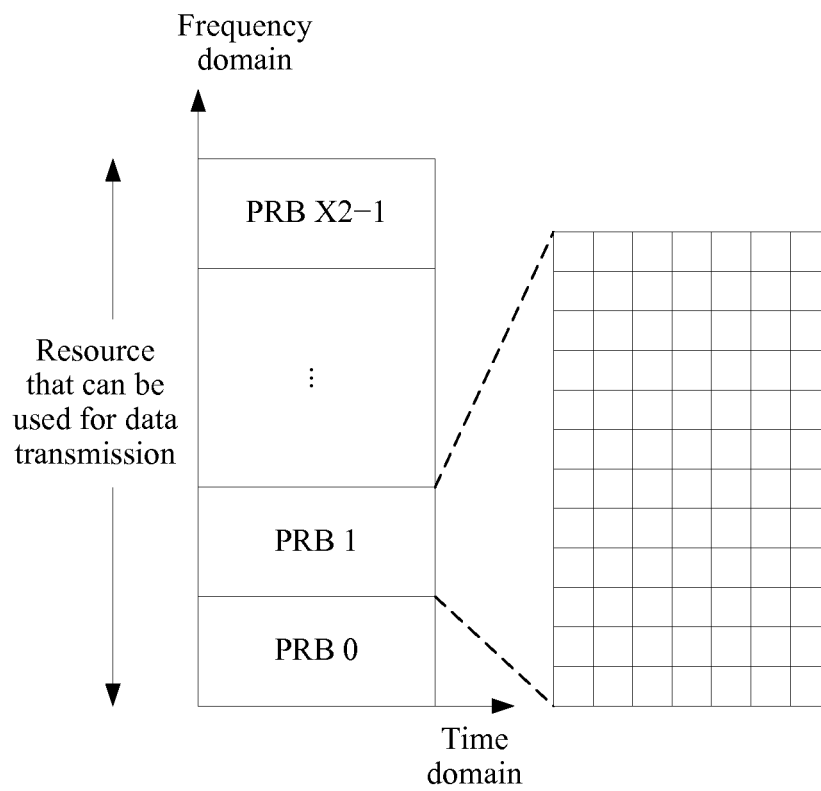 Frequency
domain
PRB X2−1
⋮
Resource
that can be
used for data
transmission
PRB 1
PRB 0
Time
domain